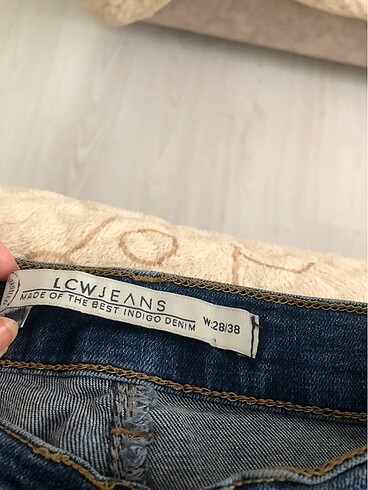 LCWJEANS
MADE OF THE BEST INDIGO DENIM
W:28/38